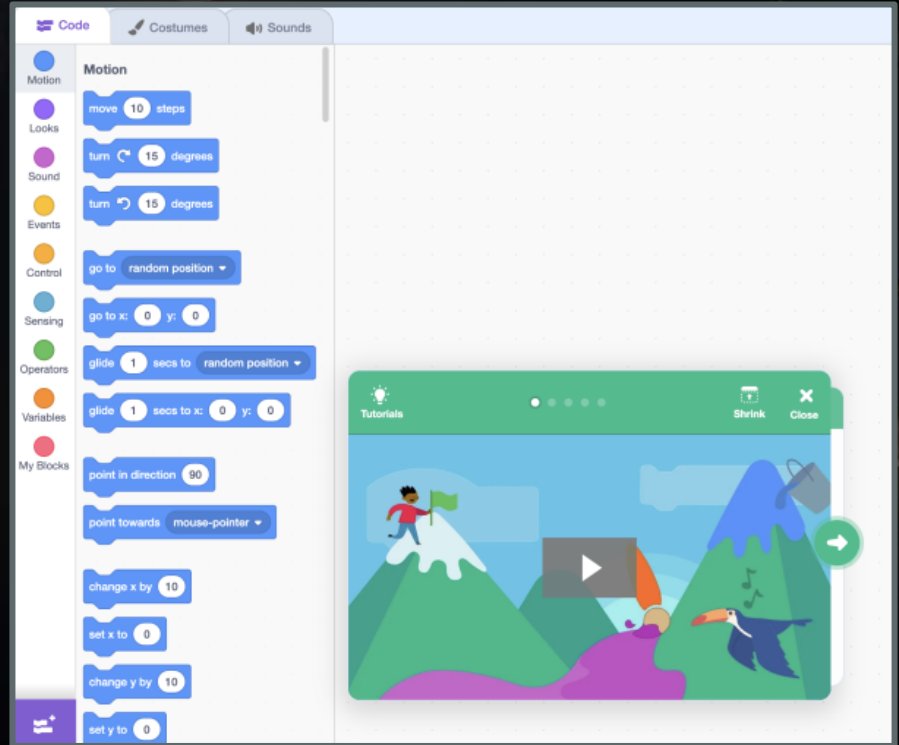 Code
Costumes
Sounds
Motion
Looks
Sound
Events
Control
Sensing
Operators
Variables
My Blocks
Motion
move 10 steps
turn 15 degrees
turn 15 degrees
go to random position
go to x: 0 y: 0
glide 1 secs to random position
glide 1 secs to x: 0 y: 0
point in direction 90
point towards mouse-pointer
change x by 10
set x to 0
change y by 10
set y to 0
Tutorials
Shrink
Close